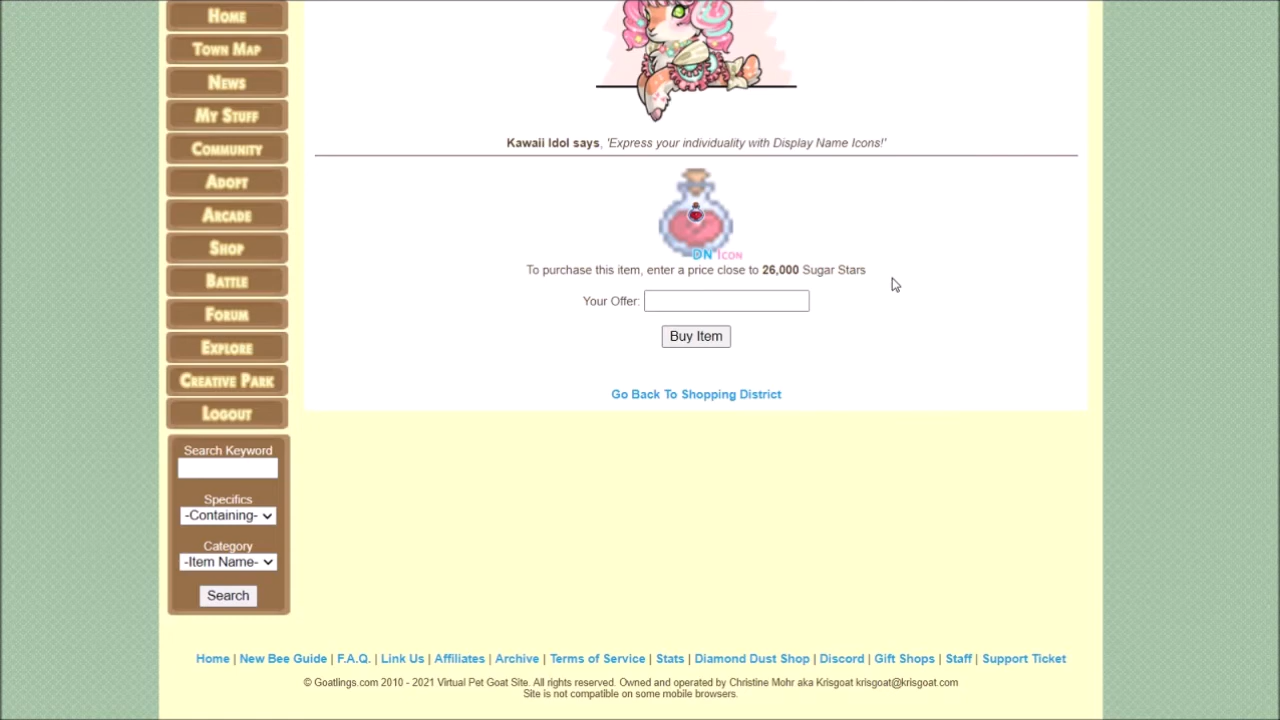 Home
Town Map
News
My Stuff
Community
Adopt
Arcade
Shop
Battle
Forum
Explore
Creative Park
Logout
Search Keyword
Specifics
-Containing-
Category
-Item Name-
Search
Kawaii Idol says, 'Express your individuality with Display Name Icons!'
DN Icon
To purchase this item, enter a price close to 26,000 Sugar Stars
Your Offer:
Buy Item
Go Back To Shopping District
Home | New Bee Guide | F.A.Q. | Link Us | Affiliates | Archive | Terms of Service | Stats | Diamond Dust Shop | Discord | Gift Shops | Staff | Support Ticket
© Goatlings.com 2010 - 2021 Virtual Pet Goat Site. All rights reserved. Owned and operated by Christine Mohr aka Krisgoat krisgoat@krisgoat.com
Site is not compatible on some mobile browsers.